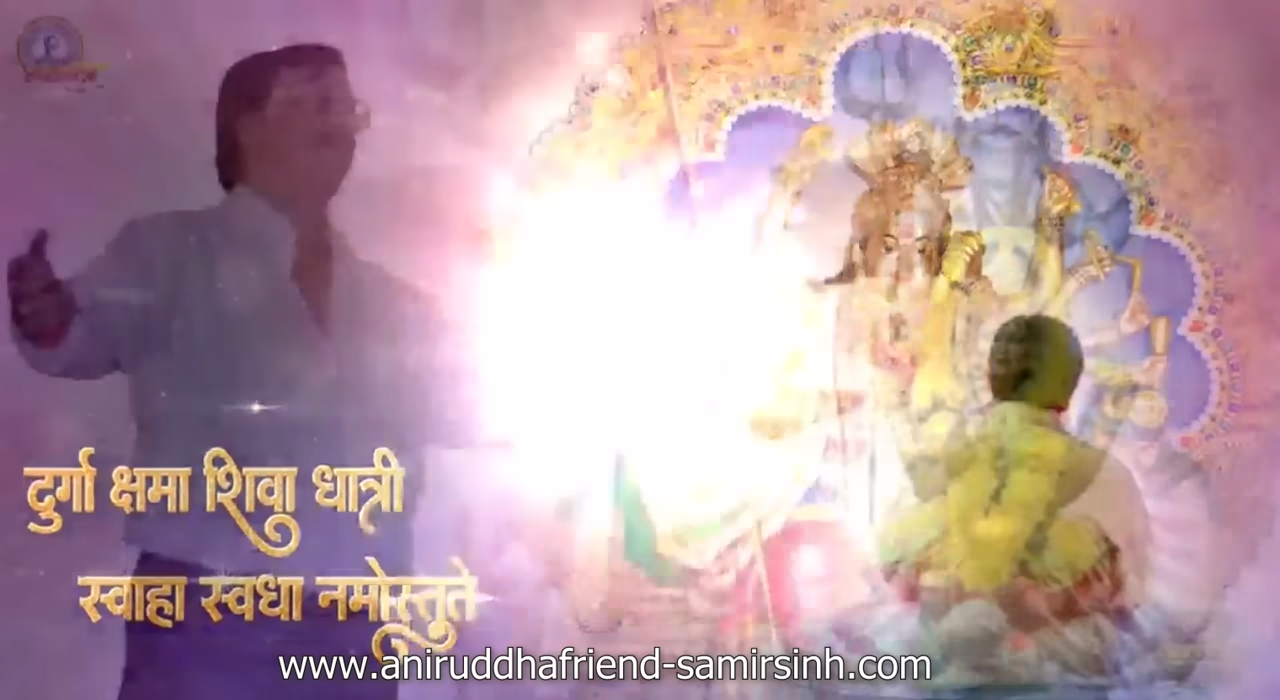 दुर्गा क्षमा शिवा धात्री
स्वाहा स्वधा नमोस्तुते
www.aniruddhafriend-samirsinh.com